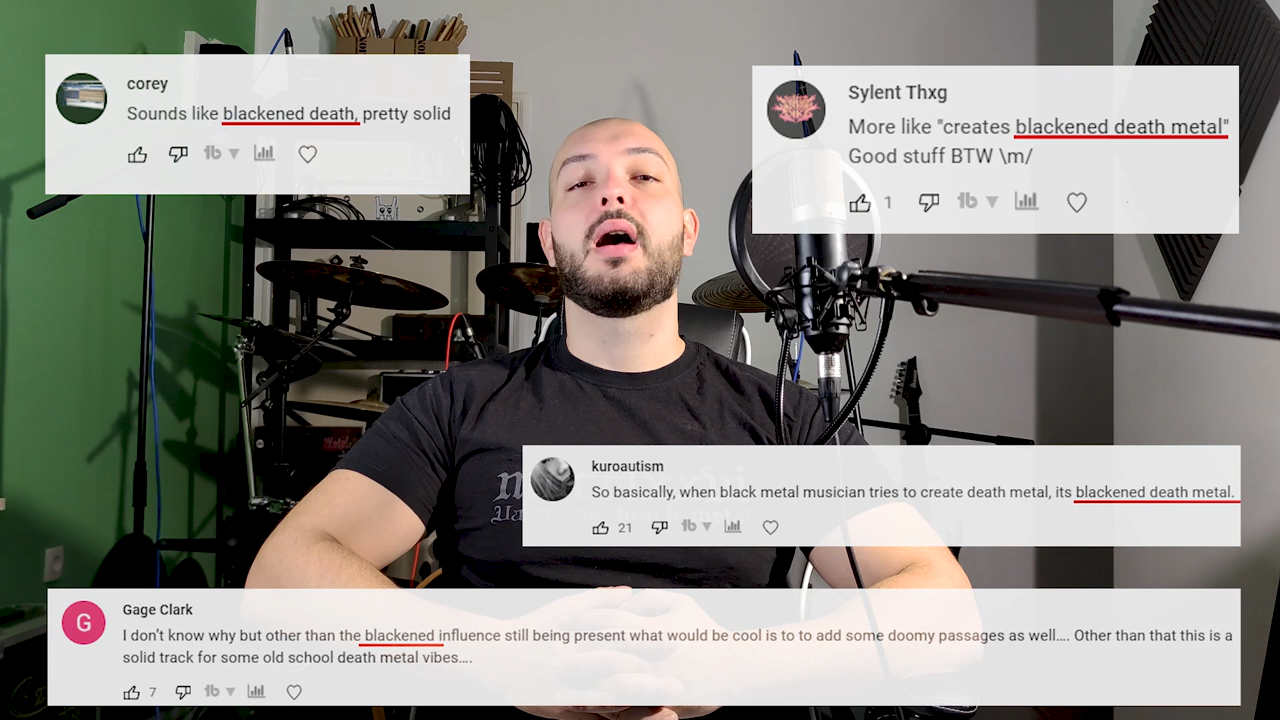 corey
Sounds like blackened death, pretty solid
Sylent Thxg
More like "creates blackened death metal"
Good stuff BTW \m/
1
kuroautism
So basically, when black metal musician tries to create death metal, its blackened death metal.
21
G
Gage Clark
I don't know why but other than the blackened influence still being present what would be cool is to to add some doomy passages as well.... Other than that this is a
solid track for some old school death metal vibes....
7